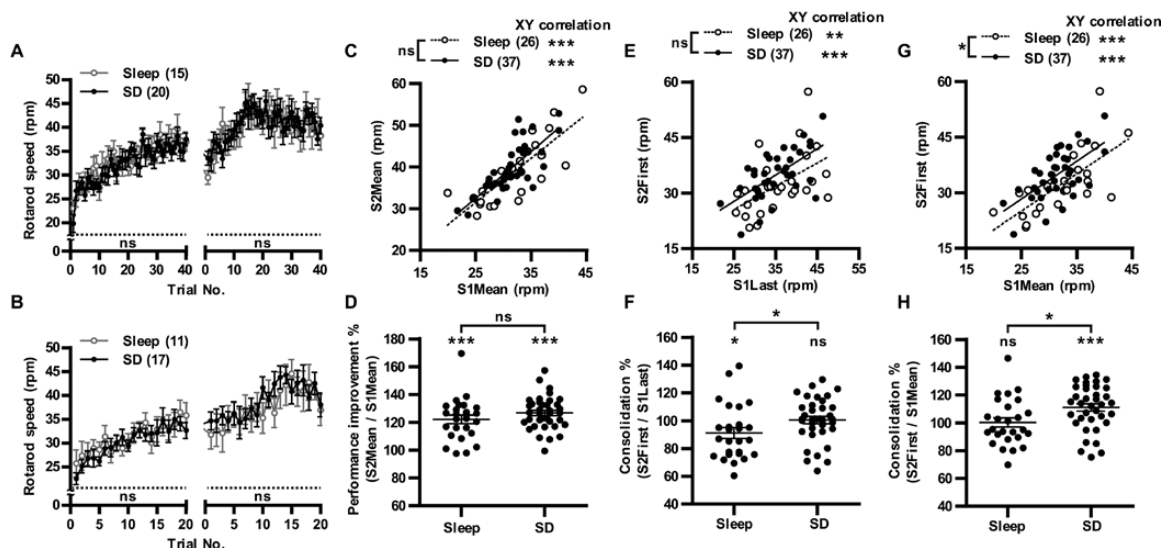 A
Sleep (15)
SD (20)
Rotarod speed (rpm)
50
45
40
35
30
25
20
0
ns
ns
0 10 20 30 40
0 10 20 30 40
Trial No.
B
Sleep (11)
SD (17)
Rotarod speed (rpm)
50
45
40
35
30
25
0
ns
ns
0 5 10 15 20
0 5 10 15 20
Trial No.
C
XY correlation
ns
Sleep (26) ***
SD (37) ***
S2Mean (rpm)
60
50
40
30
20
15 25 35 45
S1Mean (rpm)
D
Performance improvement %
(S2Mean / S1Mean)
ns
*** ***
180
160
140
120
100
80
60
Sleep SD
E
XY correlation
ns
Sleep (26) **
SD (37) ***
S2First (rpm)
60
45
30
15
15 25 35 45 55
S1Last (rpm)
F
Consolidation %
(S2First / S1Last)
*
* ns
160
140
120
100
80
60
40
Sleep SD
G
XY correlation
*
Sleep (26) ***
SD (37) ***
S2First (rpm)
60
45
30
15
15 25 35 45
S1Mean (rpm)
H
Consolidation %
(S2First / S1Mean)
*
ns ***
160
140
120
100
80
60
40
Sleep SD